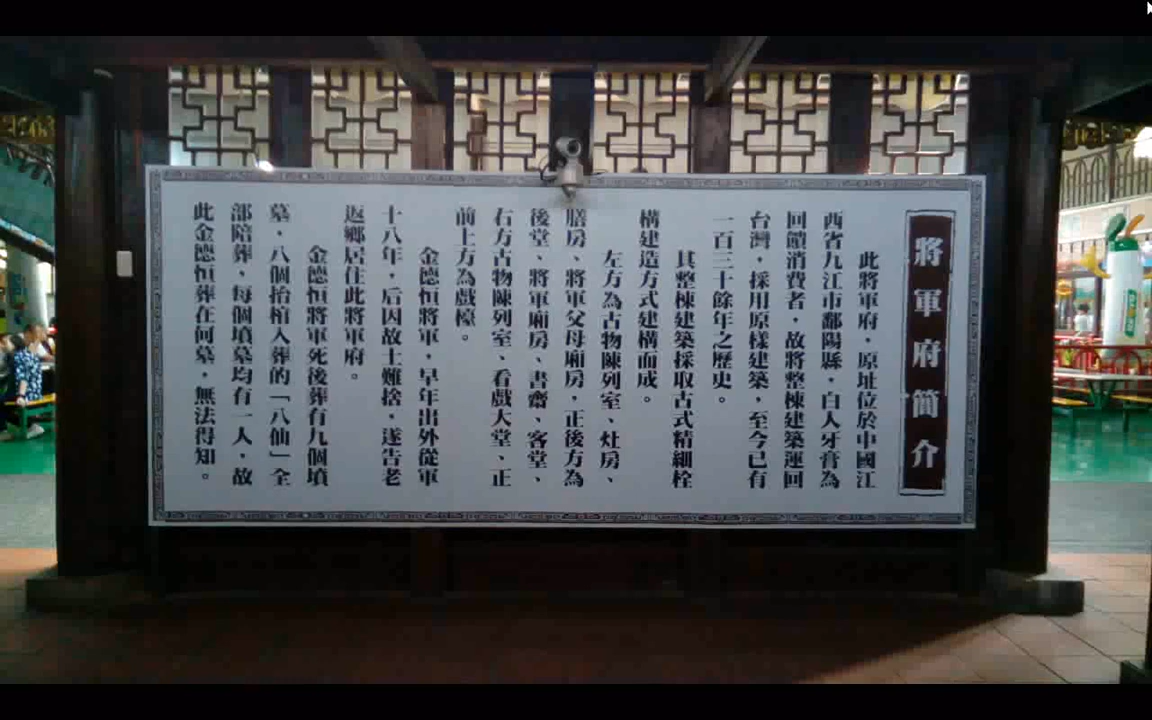 將軍府簡介
此將軍府，原址位於中國江
西省九江市鄱陽縣，白人牙膏為
回饋消費者，故將整棟建築運回
台灣，採用原樣建築，至今已有
一百三十餘年之歷史。
其整棟建築採取古式精細栓
構建造方式建構而成。
左方為古物陳列室、灶房、
膳房、將軍父母廂房，正後方為
後堂、將軍廂房、書齋、客堂、
右方古物陳列室、看戲大堂、正
前上方為戲檯。
金德恒將軍，早年出外從軍
十八年，后因故土難捨，遂告老
返鄉居住此將軍府。
金德恒將軍死後葬有九個墳
墓，八個抬棺入葬的「八仙」全
部陪葬，每個墳墓均有一人，故
此金德恒葬在何墓，無法得知。